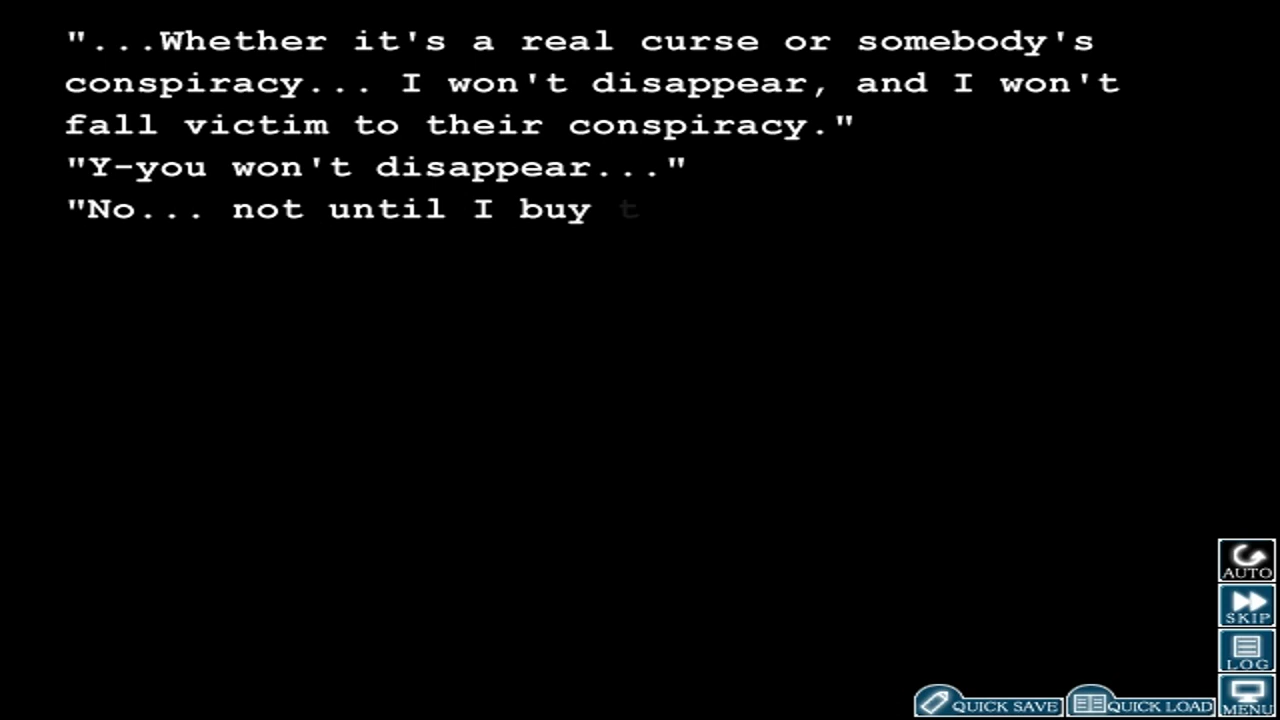 "...Whether it's a real curse or somebody's
conspiracy... I won't disappear, and I won't
fall victim to their conspiracy."
"Y-you won't disappear..."
"No... not until I buy t
AUTO
SKIP
LOG
QUICK SAVE
QUICK LOAD
MENU